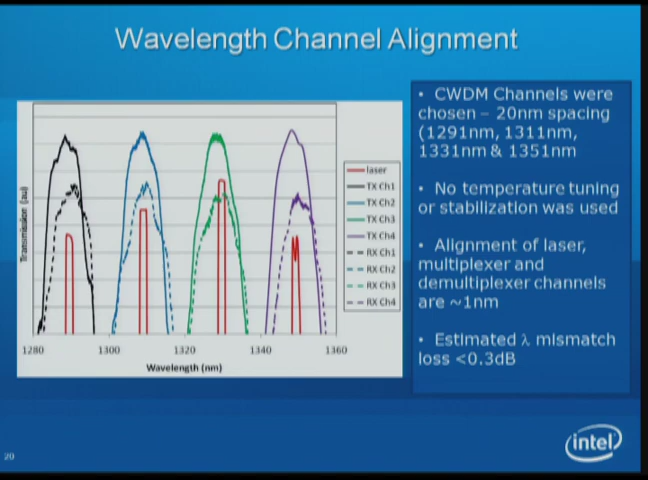 Wavelength Channel Alignment
Transmission (au)
1280
1300
1320
1340
1360
Wavelength (nm)
laser
TX Ch1
TX Ch2
TX Ch3
TX Ch4
RX Ch1
RX Ch2
RX Ch3
RX Ch4
• CWDM Channels were
chosen – 20nm spacing
(1291nm, 1311nm,
1331nm & 1351nm
• No temperature tuning
or stabilization was used
• Alignment of laser,
multiplexer and
demultiplexer channels
are ~1nm
• Estimated λ mismatch
loss <0.3dB
20
intel